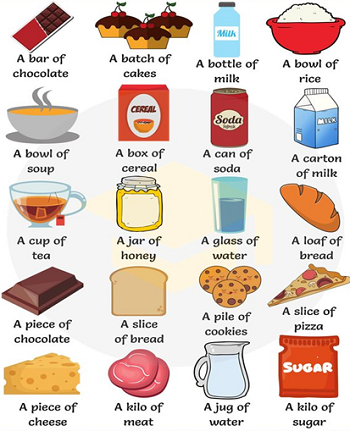 Milk
A bar of
chocolate
A batch of
cakes
A bottle of
milk
A bowl of
rice
CEREAL
Soda
MILK
A bowl of
soup
A box of
cereal
A can of
soda
A carton
of milk
A cup of
tea
A jar of
honey
A glass of
water
A loaf of
bread
A piece of
chocolate
A slice
of bread
A pile of
cookies
A slice of
pizza
SUGAR
A piece of
cheese
A kilo of
meat
A jug of
water
A kilo of
sugar